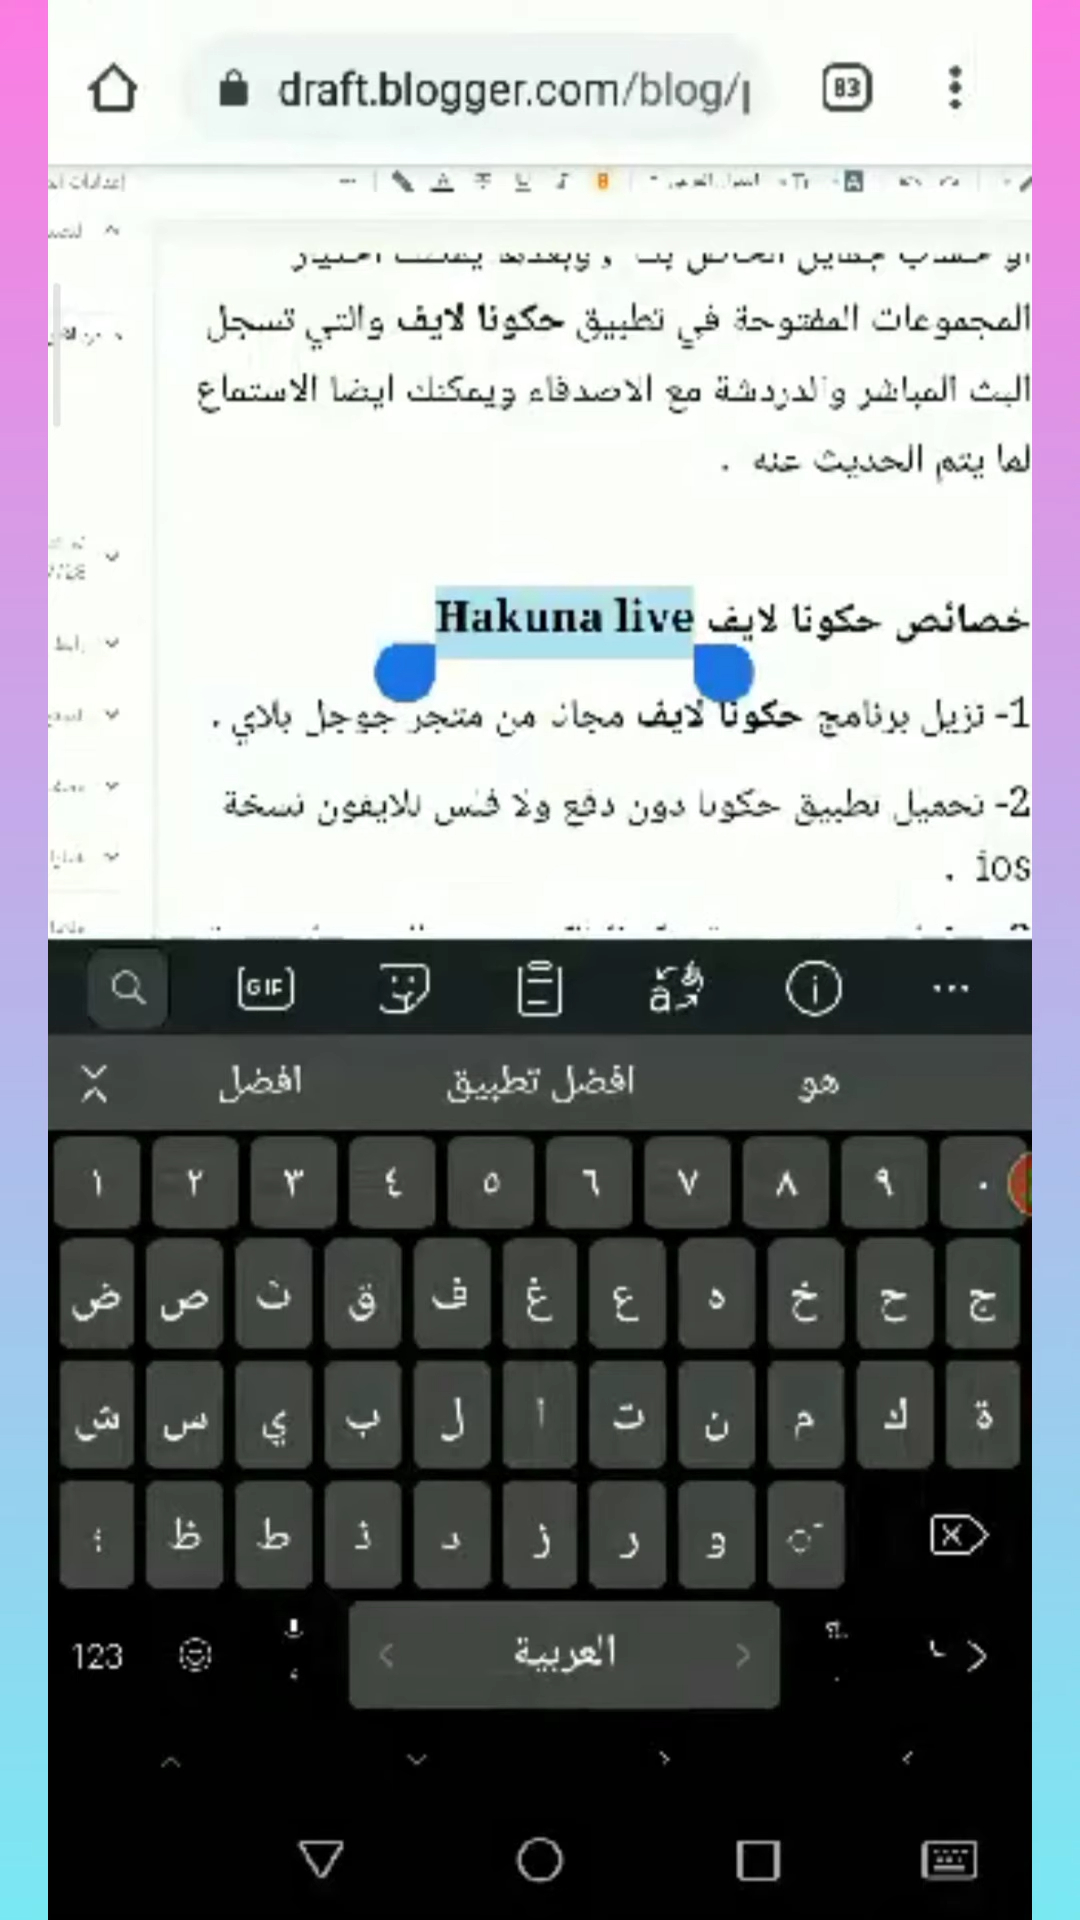 draft.blogger.com/blog/
83
المجموعات المفتوحة في تطبيق حكونا لايف والتي تسجل
البث المباشر والدردشة مع الاصدقاء ويمكنك ايضا الاستماع
لما يتم الحديث عنه .
خصائص حكونا لايف Hakuna live
1- تزيل برنامج حكونا لايف مجانا من متجر جوجل بلاي .
2- تحميل تطبيق حكونا دون دفع ولا فلس للايفون نسخة
ios .
GIF
هو افضل تطبيق افضل
١ ٢ ٣ ٤ ٥ ٦ ٧ ٨ ٩ ٠
ض ص ث ق ف غ ع ه خ ح ج
ش س ي ب ل ا ت ن م ك ة
ظ ط ذ د ز ر و
123 العربية